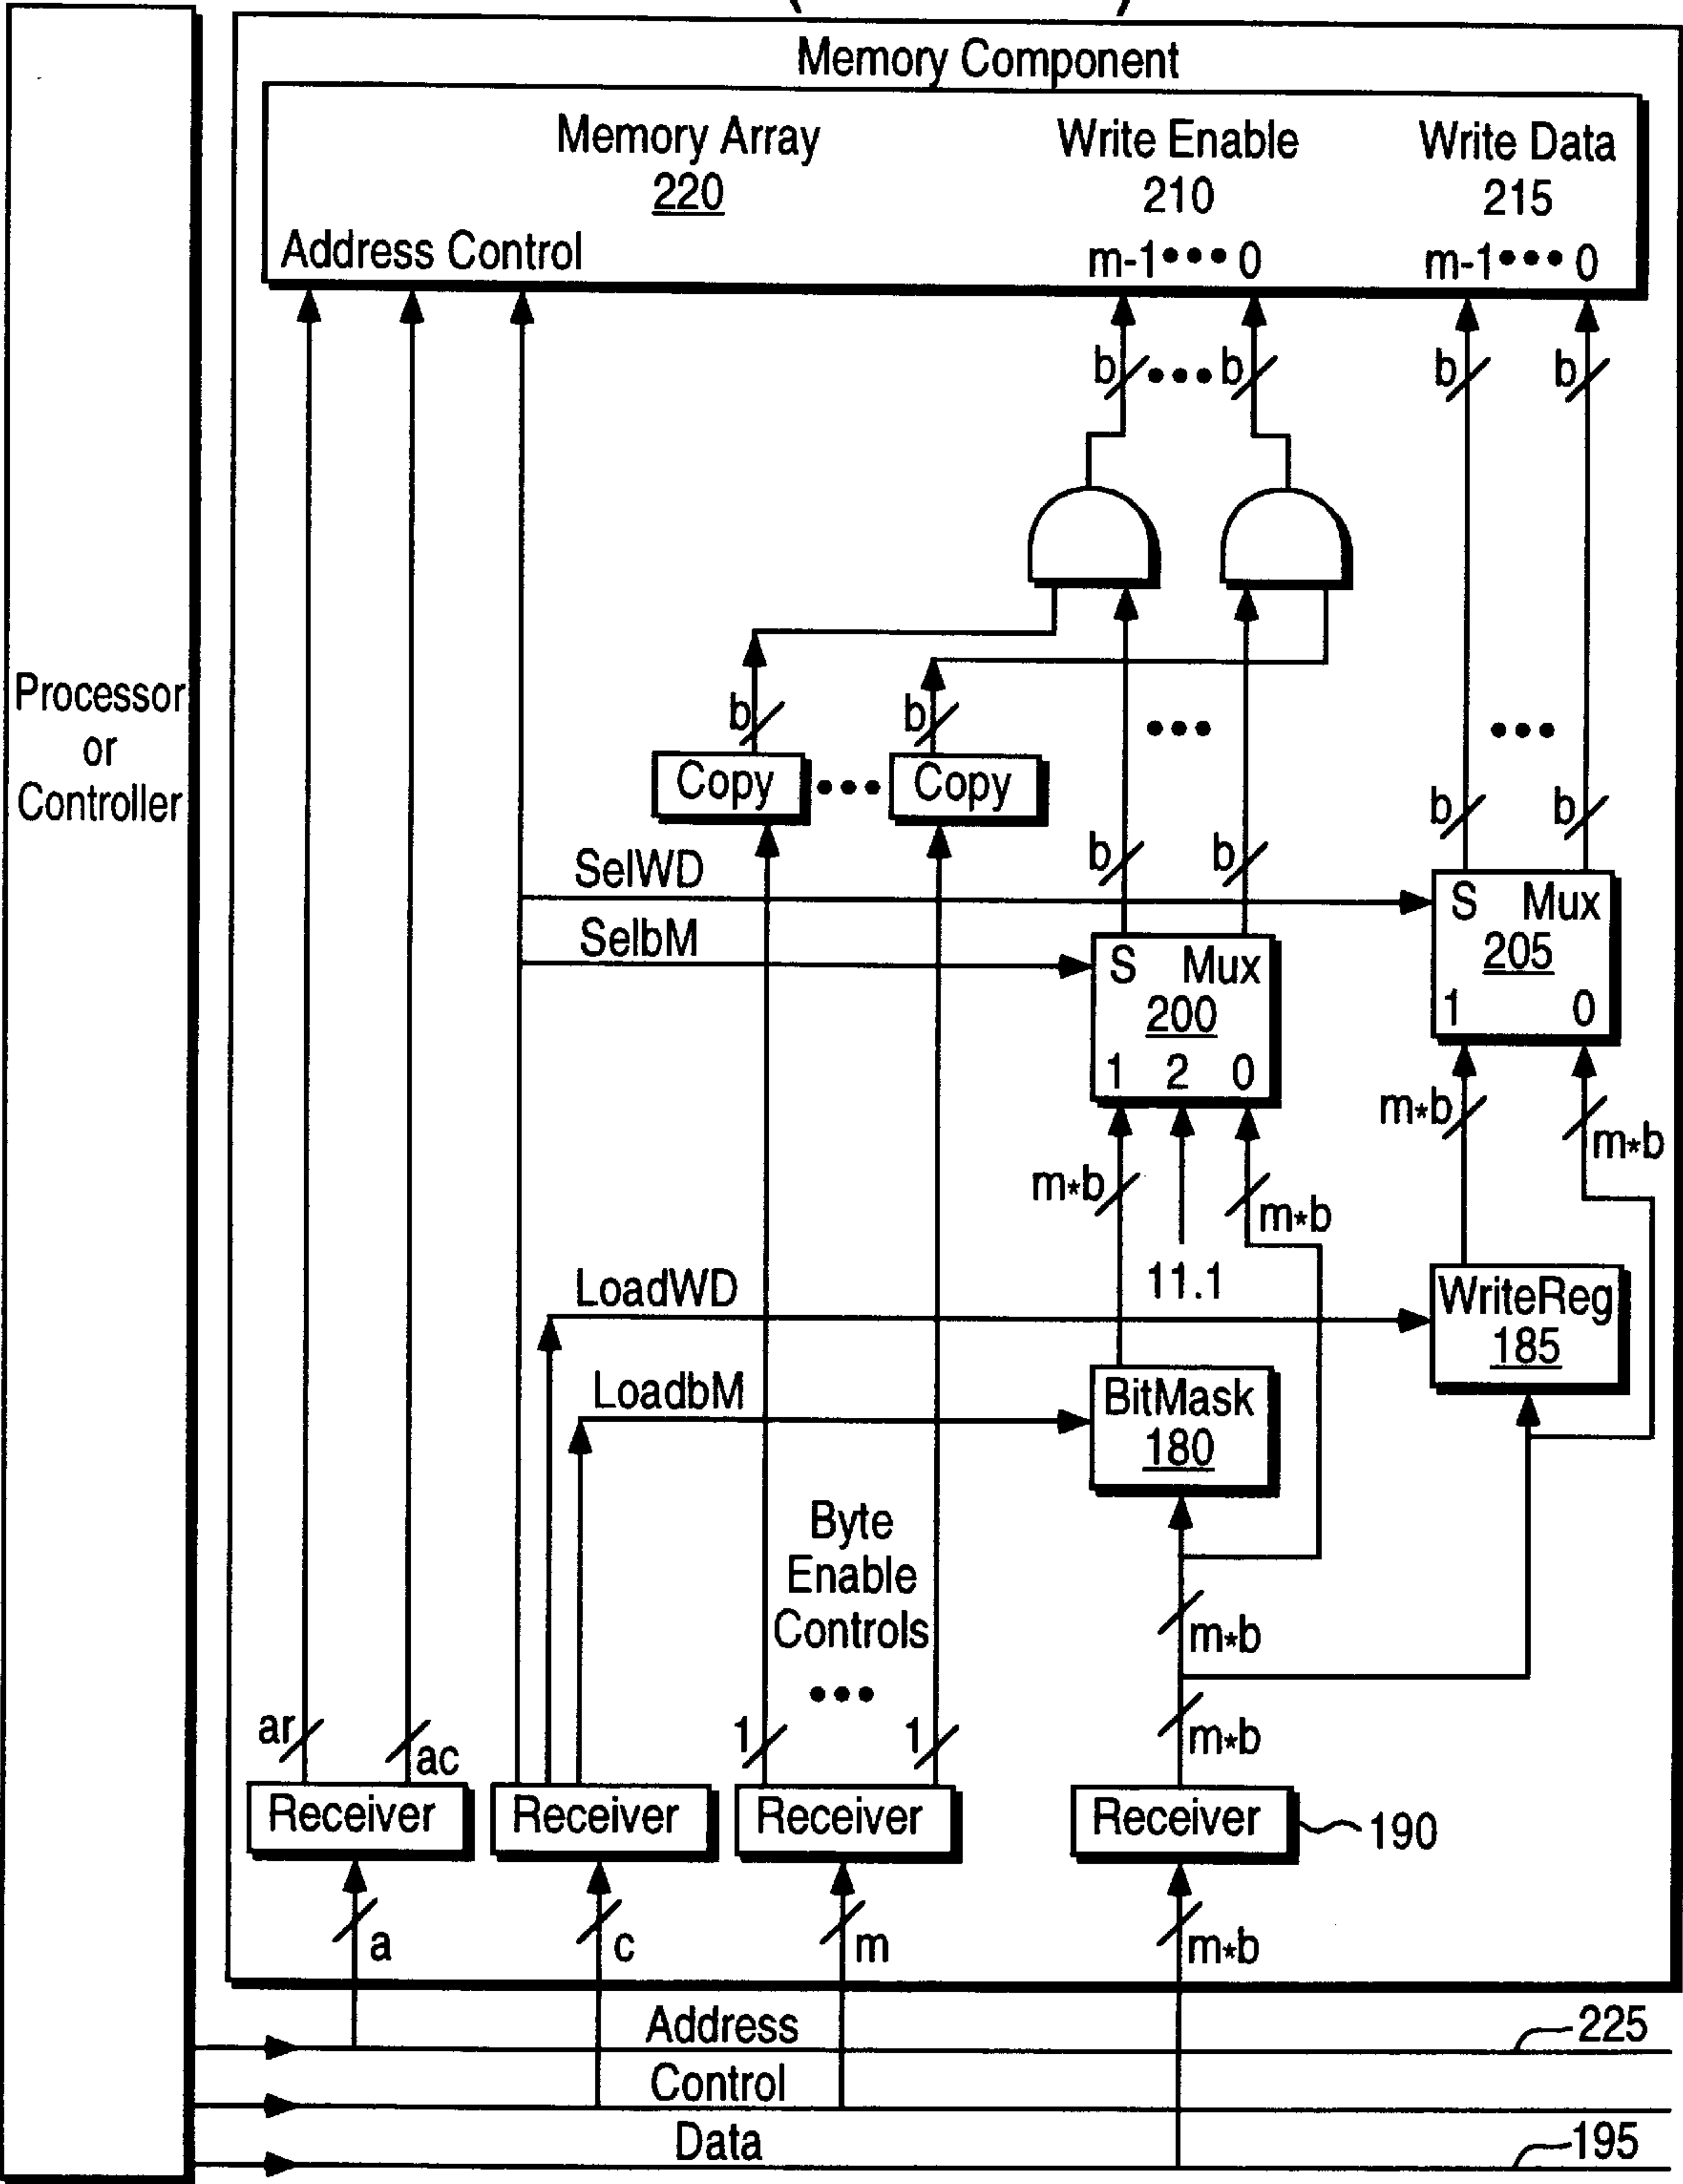 Memory Component
Memory Array
220
Write Enable
210
Write Data
215
Address Control
m-1••• 0
m-1••• 0
b
•••
b
b
b
Processor
or
Controller
b
b
•••
•••
Copy
•••
Copy
b
b
b
b
SelWD
SelbM
S Mux
200
1 2 0
S Mux
205
1 0
m*b
m*b
m*b
m*b
11.1
LoadWD
WriteReg
185
LoadbM
BitMask
180
Byte
Enable
Controls
•••
m*b
m*b
ar
ac
1
1
Receiver
Receiver
Receiver
Receiver
190
a
c
m
m*b
Address
225
Control
Data
195